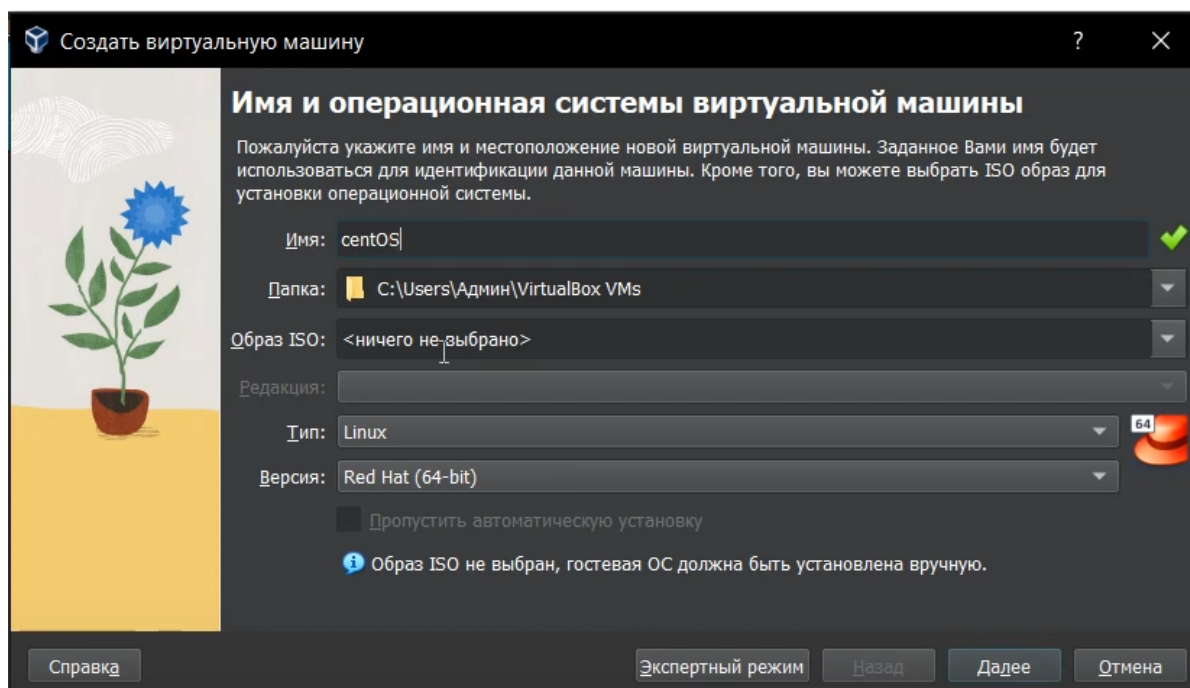 Создать виртуальную машину
?
Имя и операционная системы виртуальной машины
Пожалуйста укажите имя и местоположение новой виртуальной машины. Заданное Вами имя будет
использоваться для идентификации данной машины. Кроме того, вы можете выбрать ISO образ для
установки операционной системы.
Имя: centOS
Папка: C:\Users\Админ\VirtualBox VMs
Образ ISO: <ничего не выбрано>
Редакция:
Тип: Linux
64
Версия: Red Hat (64-bit)
Пропустить автоматическую установку
Образ ISO не выбран, гостевая ОС должна быть установлена вручную.
Справка Экспертный режим Назад Далее Отмена